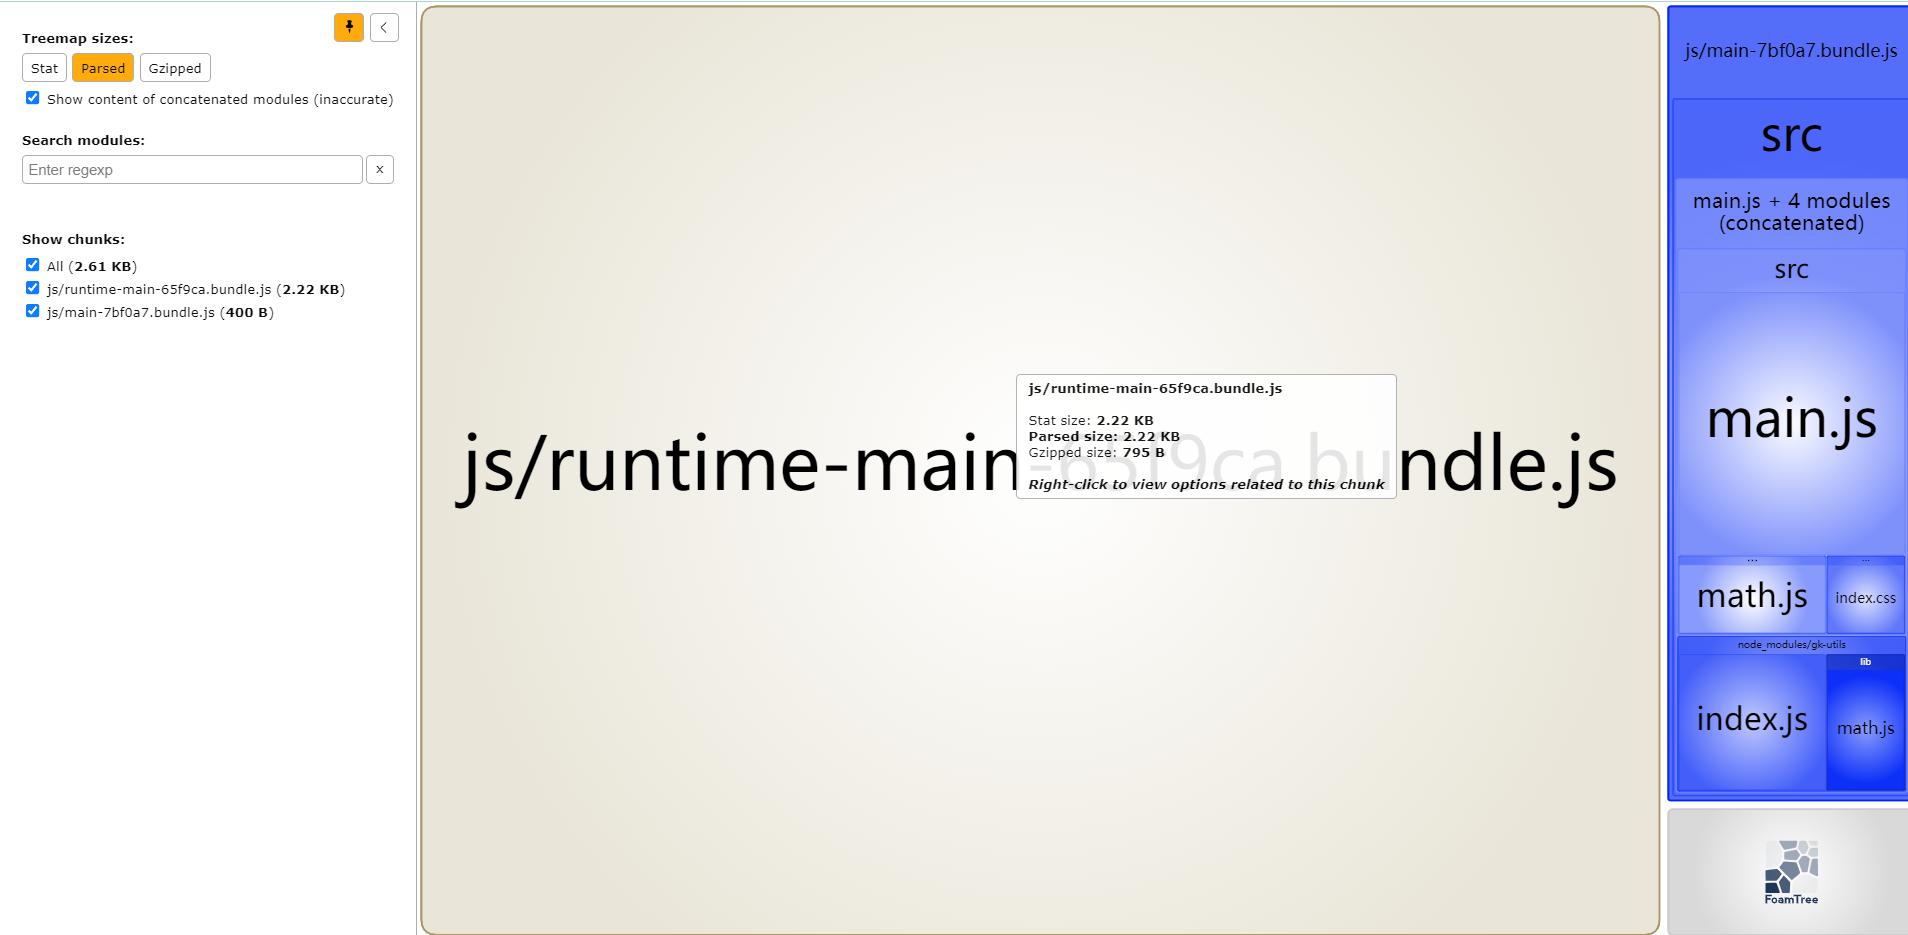 Treemap sizes:
Stat
Parsed
Gzipped
Show content of concatenated modules (inaccurate)
Search modules:
Enter regexp
x
Show chunks:
All (2.61 KB)
js/runtime-main-65f9ca.bundle.js (2.22 KB)
js/main-7bf0a7.bundle.js (400 B)
js/runtime-main-65f9ca.bundle.js
js/runtime-main-65f9ca.bundle.js
Stat size: 2.22 KB
Parsed size: 2.22 KB
Gzipped size: 795 B
Right-click to view options related to this chunk
js/main-7bf0a7.bundle.js
src
main.js + 4 modules
(concatenated)
src
main.js
...
math.js
...
index.css
node_modules/gk-utils
index.js
lib
math.js
FoamTree